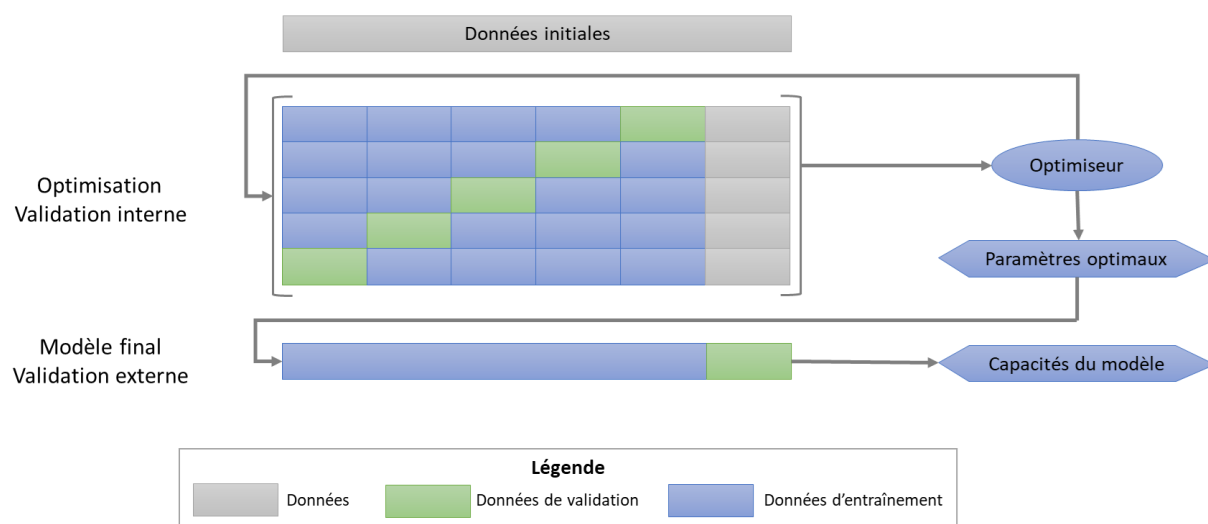 Données initiales
Optimisation
Validation interne
Optimiseur
Paramètres optimaux
Modèle final
Validation externe
Capacités du modèle
Légende
Données
Données de validation
Données d’entraînement